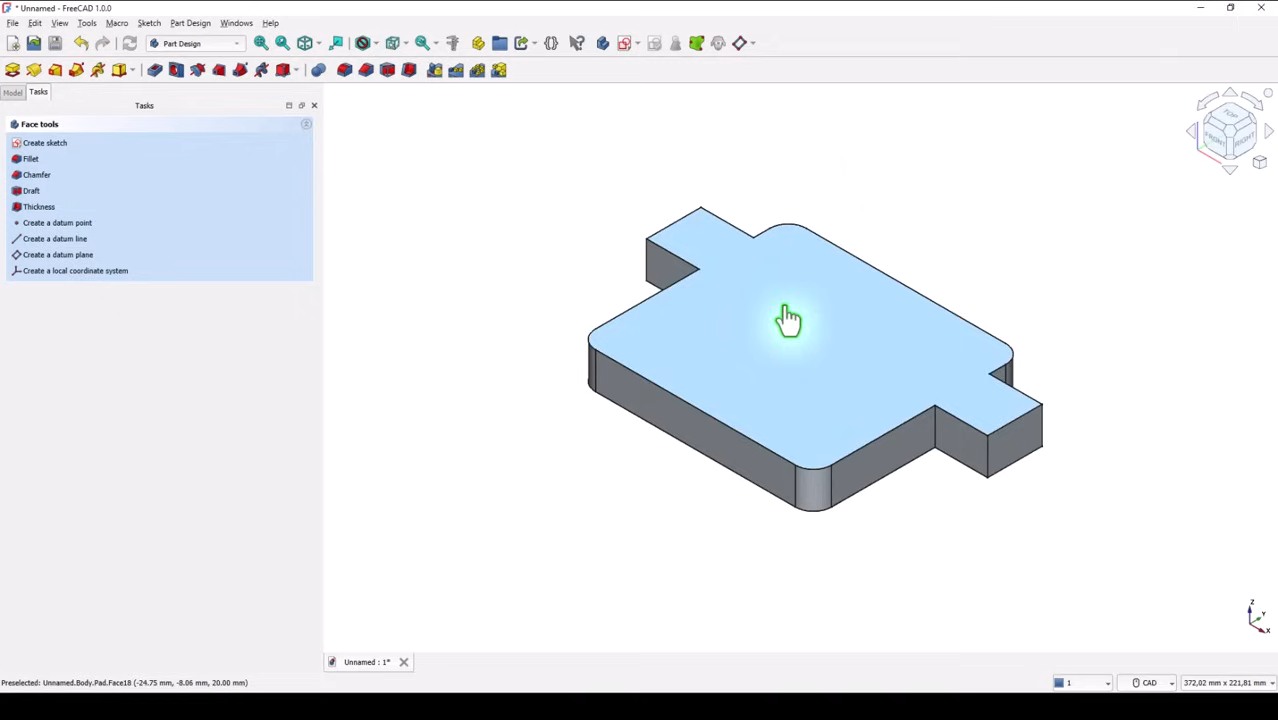 * Unnamed - FreeCAD 1.0.0
File Edit View Tools Macro Sketch Part Design Windows Help
Part Design
Model Tasks
Tasks
Face tools
Create sketch
Fillet
Chamfer
Draft
Thickness
Create a datum point
Create a datum line
Create a datum plane
Create a local coordinate system
TOP
FRONT RIGHT
Z
Y
X
Unnamed : 1*
Preselected: Unnamed.Body.Pad.Face18 (-24.75 mm, -8.06 mm, 20.00 mm)
1 CAD 372,02 mm x 221,81 mm